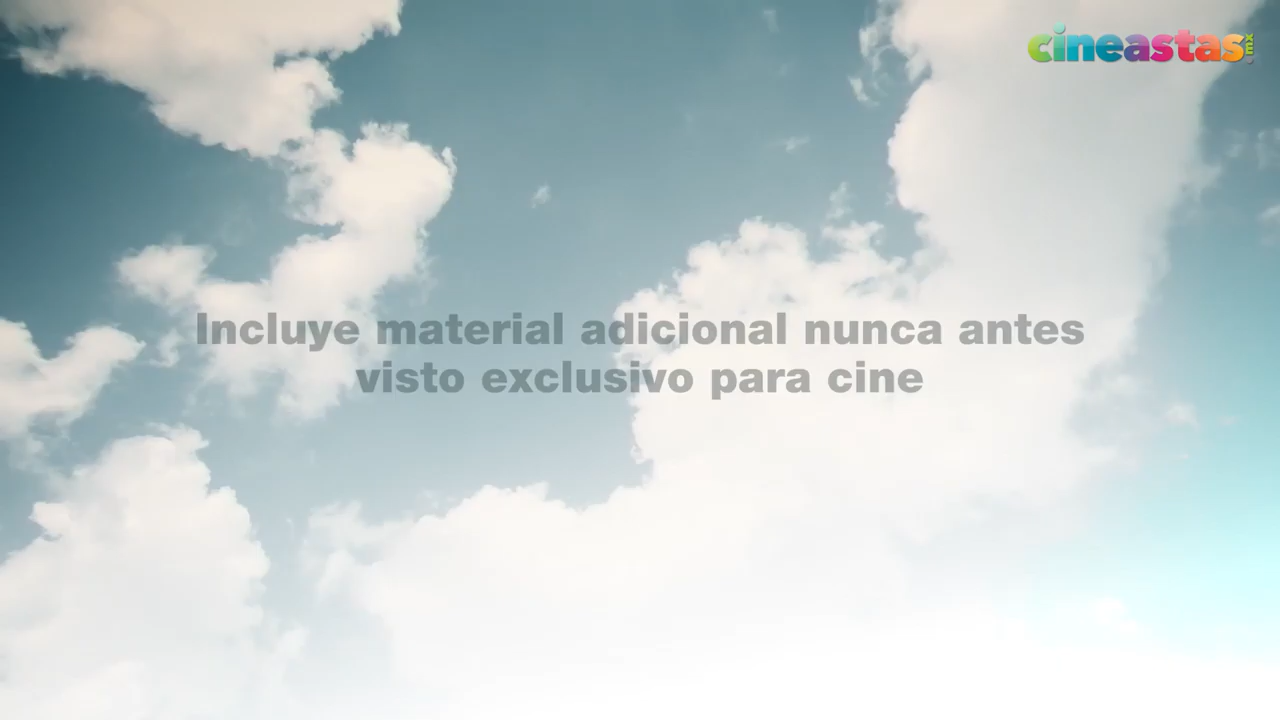 cineastas.mx
Incluye material adicional nunca antes
visto exclusivo para cine